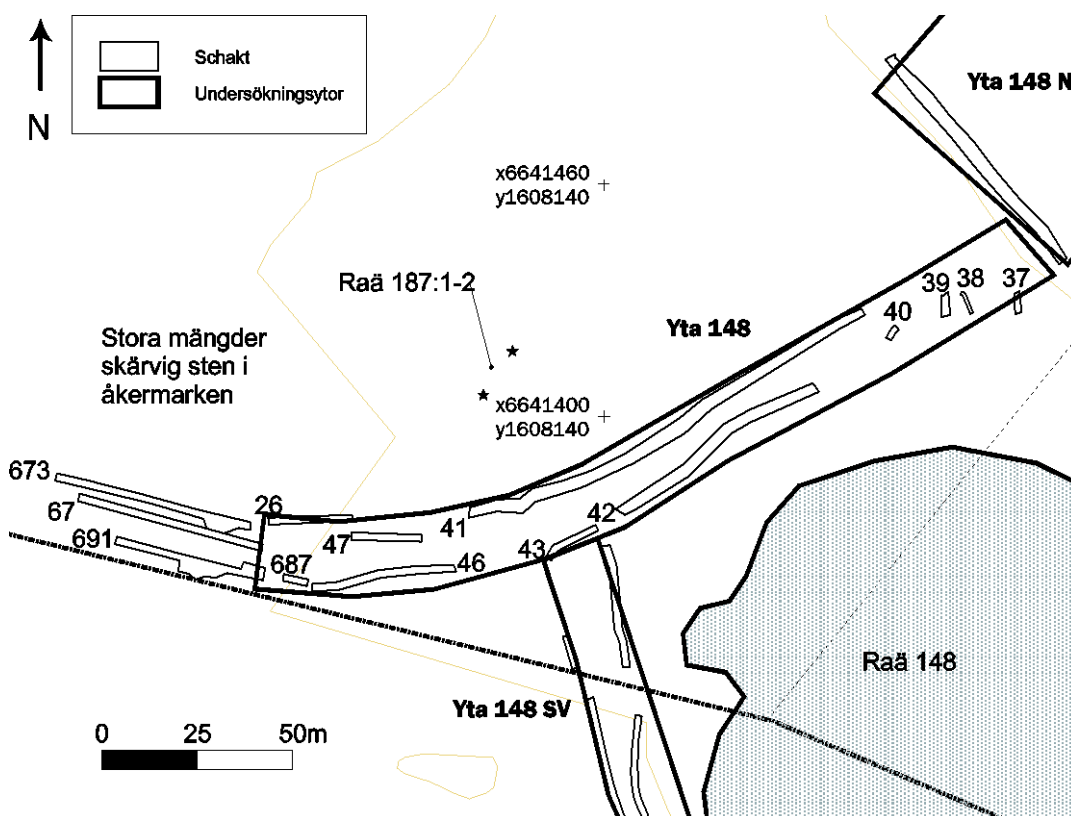 Schakt
Undersökningsytor
N
Yta 148 N
x6641460
y1608140
Raä 187:1-2
Stora mängder
skärvig sten i
åkermarken
Yta 148
39
38
37
40
x6641400
y1608140
673
67
691
26
47
687
41
46
43
42
Raä 148
Yta 148 SV
0
25
50m